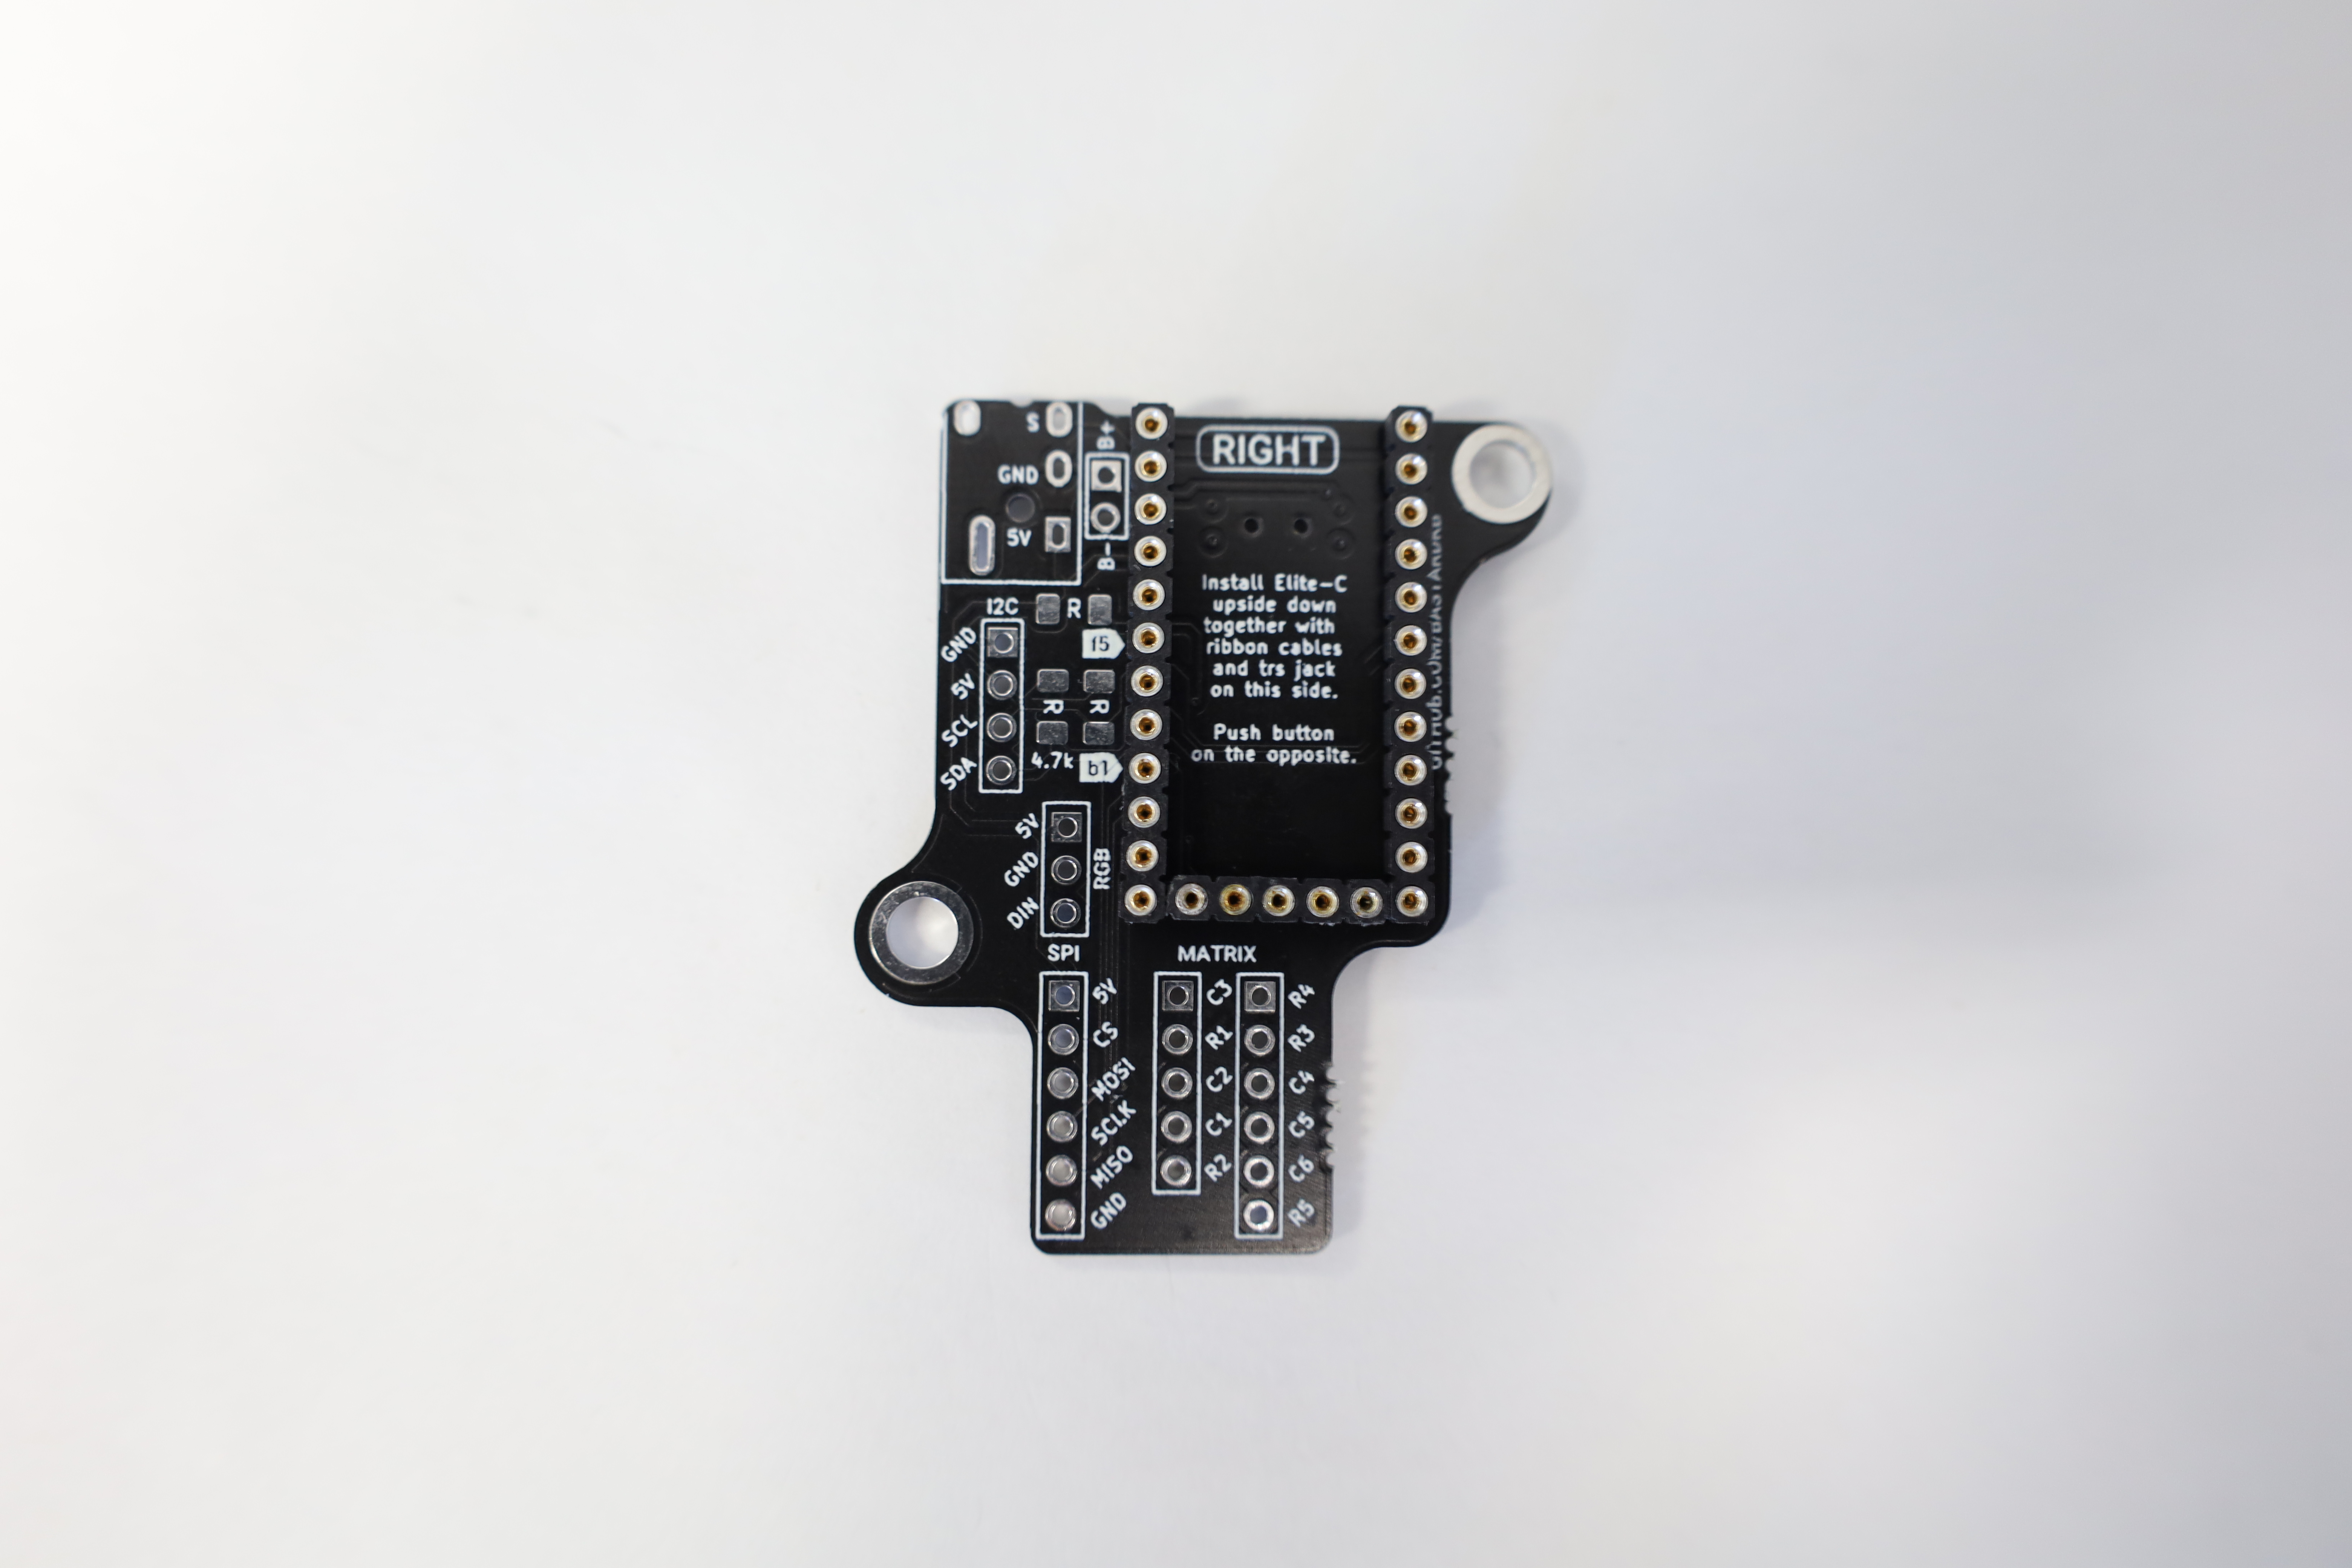 RIGHT
S
GND
5V
B+
B-
Install Elite-C
upside down
together with
ribbon cables
and trs jack
on this side.
Push button
on the opposite.
GITHUB.COM/BASTARDKB
I2C
GND
5V
SCL
SDA
R
f5
R
R
4.7k
b1
5V
GND
DIN
RGB
SPI
5V
CS
MOSI
SCLK
MISO
GND
MATRIX
C3
R1
C2
C1
R2
R4
R3
C4
C5
C6
R5